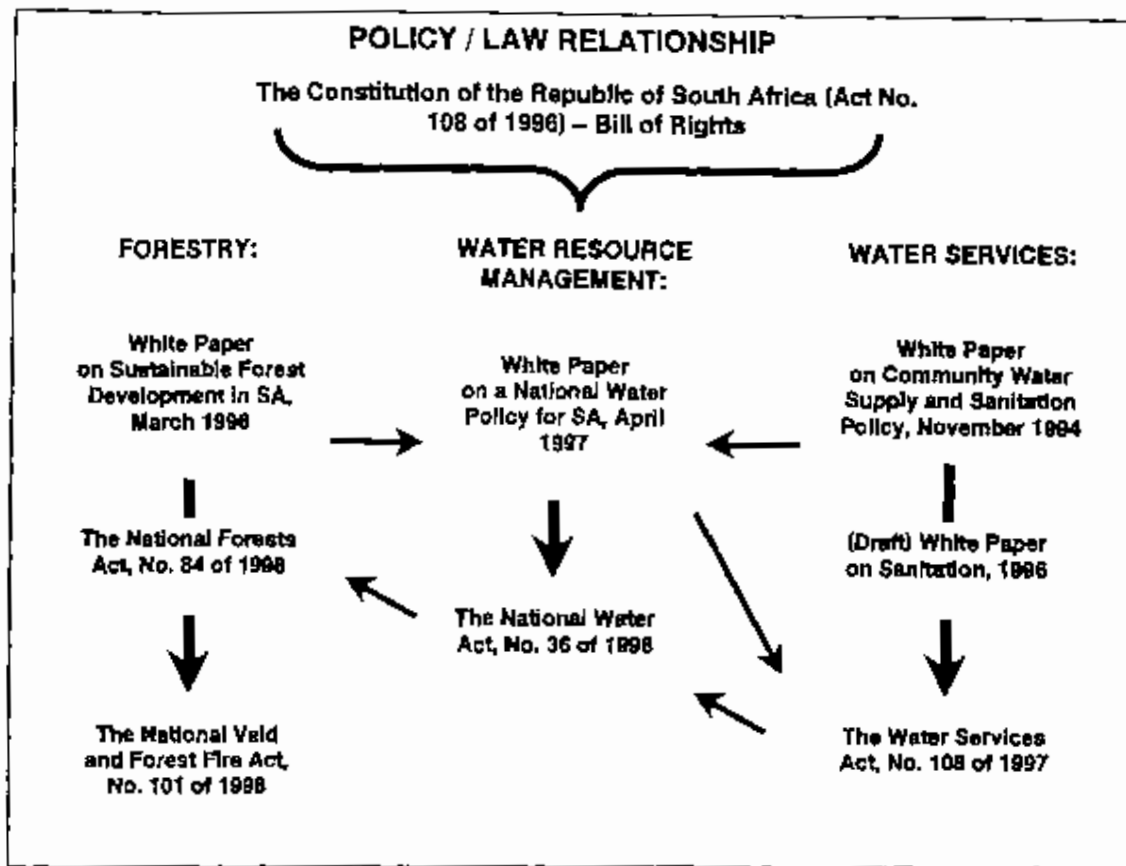 POLICY / LAW RELATIONSHIP
The Constitution of the Republic of South Africa (Act No.
108 of 1996) – Bill of Rights
FORESTRY:
White Paper
on Sustainable Forest
Development in SA,
March 1996
The National Forests
Act, No. 84 of 1998
The National Veld
and Forest Fire Act,
No. 101 of 1998
WATER RESOURCE
MANAGEMENT:
White Paper
on a National Water
Policy for SA, April
1997
The National Water
Act, No. 36 of 1998
WATER SERVICES:
White Paper
on Community Water
Supply and Sanitation
Policy, November 1994
(Draft) White Paper
on Sanitation, 1996
The Water Services
Act, No. 108 of 1997